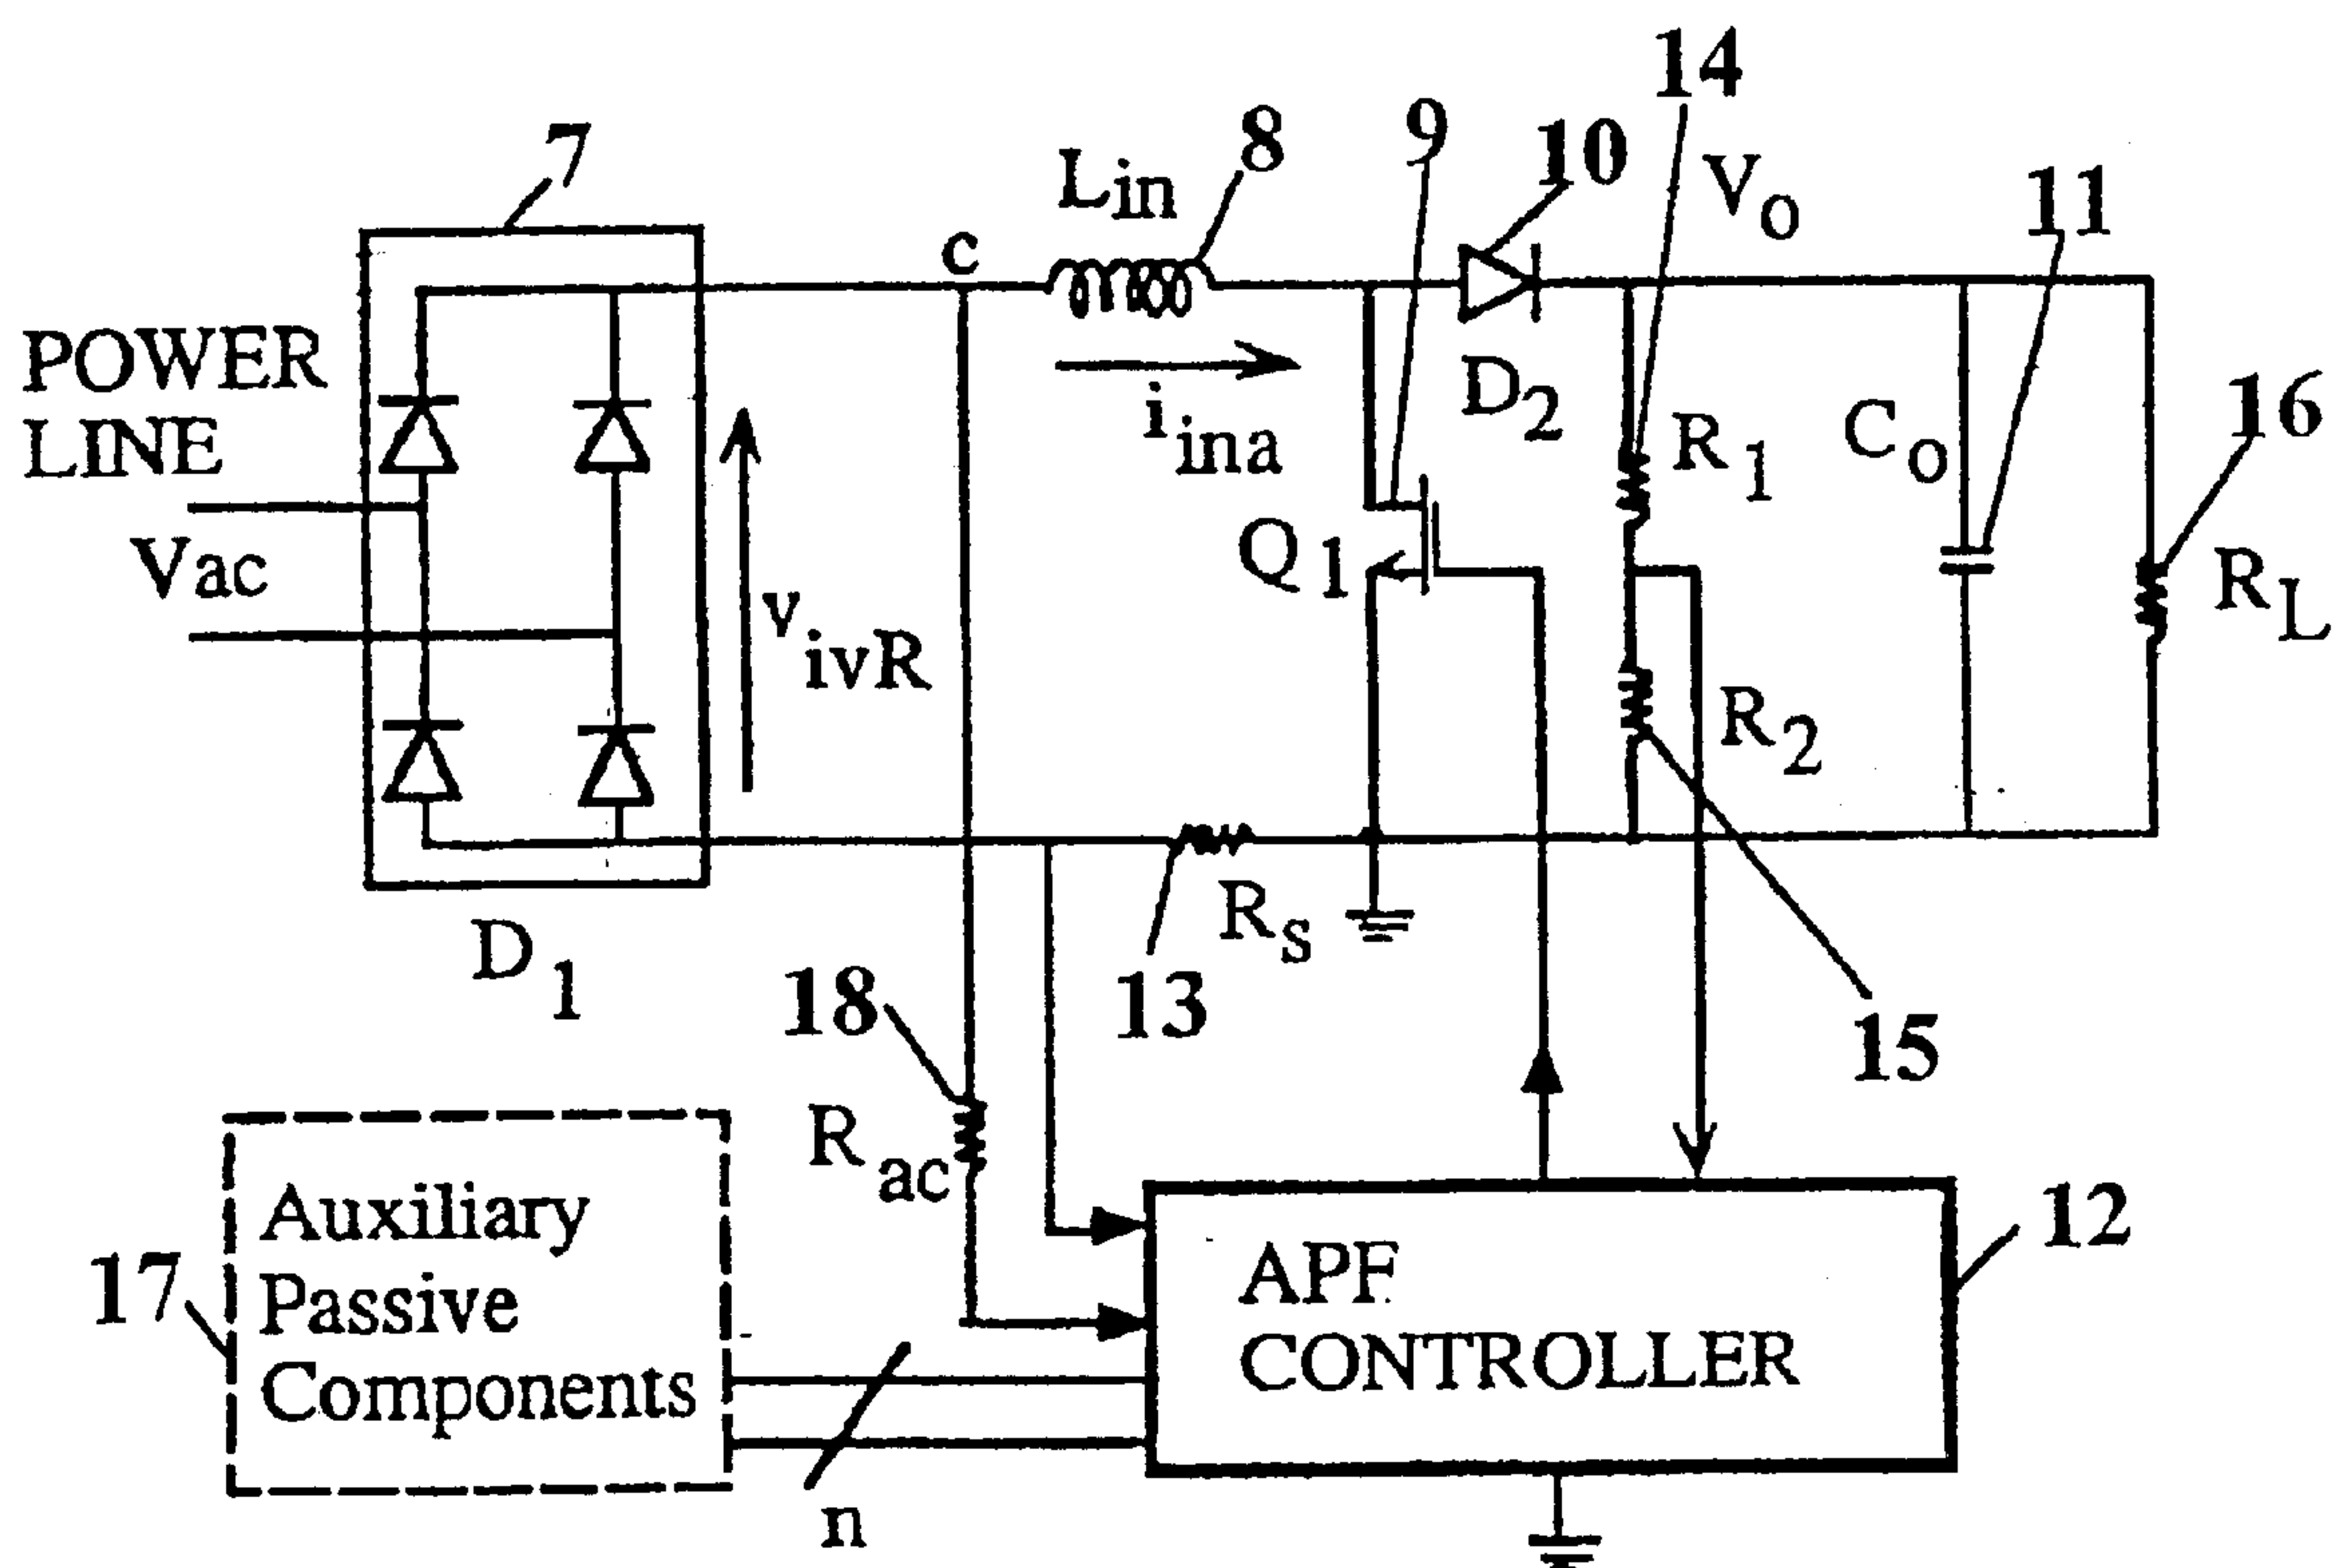 14
7
8
9
10
Lin
Vo
11
c
POWER
LINE
16
iina
D2
R1
Co
Vac
Q1
RL
vivR
R2
D1
Rs
18
13
15
Rac
Auxiliary
Passive
Components
17
12
APF
CONTROLLER
n